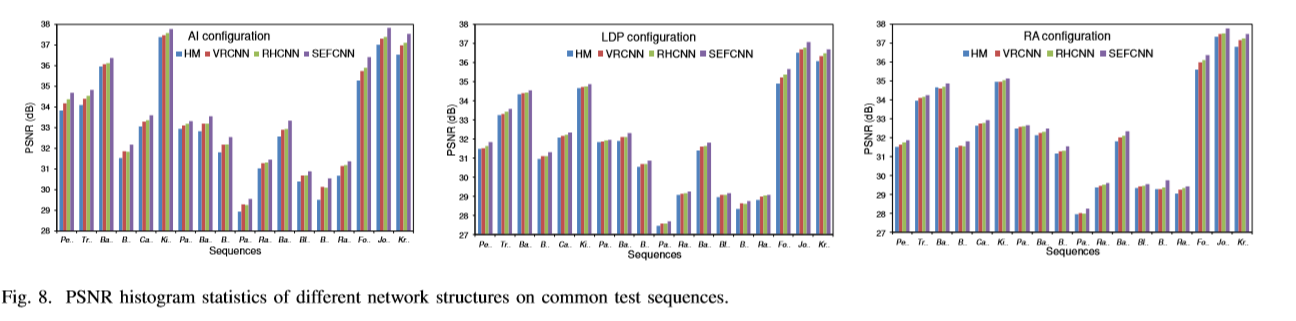 AI configuration
HM VRCNN RHCNN SEFCNN
PSNR (dB)
38
37
36
35
34
33
32
31
30
29
28
Pe.. Tr.. Ba.. B.. Ca.. Ki.. Pa.. Ba.. B.. Pa.. Ra.. Ba.. Bl.. B.. Ra.. Fo.. Jo.. Kr..
Sequences
LDP configuration
HM VRCNN RHCNN SEFCNN
PSNR (dB)
38
37
36
35
34
33
32
31
30
29
28
27
Pe.. Tr.. Ba.. B.. Ca.. Ki.. Pa.. Ba.. B.. Pa.. Ra.. Ba.. Bl.. B.. Ra.. Fo.. Jo.. Kr..
Sequences
RA configuration
HM VRCNN RHCNN SEFCNN
PSNR (dB)
38
37
36
35
34
33
32
31
30
29
28
27
Pe.. Tr.. Ba.. B.. Ca.. Ki.. Pa.. Ba.. B.. Pa.. Ra.. Ba.. Bl.. B.. Ra.. Fo.. Jo.. Kr..
Sequences
Fig. 8. PSNR histogram statistics of different network structures on common test sequences.